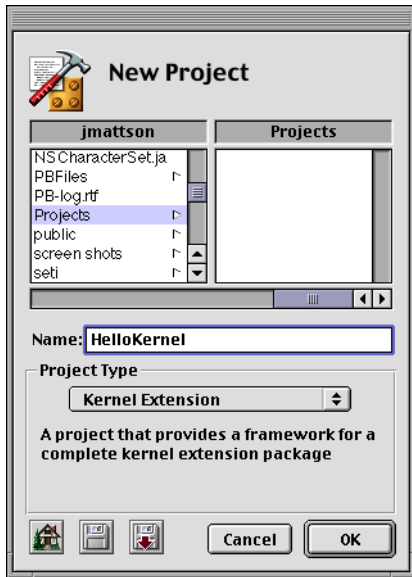 New Project
jmattson Projects
NSCharacterSet.ja
PBFiles
PB-log.rtf
Projects
public
screen shots
seti
Name: HelloKernel
Project Type
Kernel Extension
A project that provides a framework for a
complete kernel extension package
Cancel OK